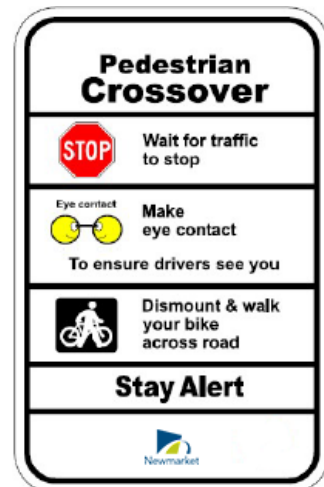 Pedestrian
Crossover
STOP
Wait for traffic
to stop
Eye contact
Make
eye contact
To ensure drivers see you
Dismount & walk
your bike
across road
Stay Alert
Newmarket